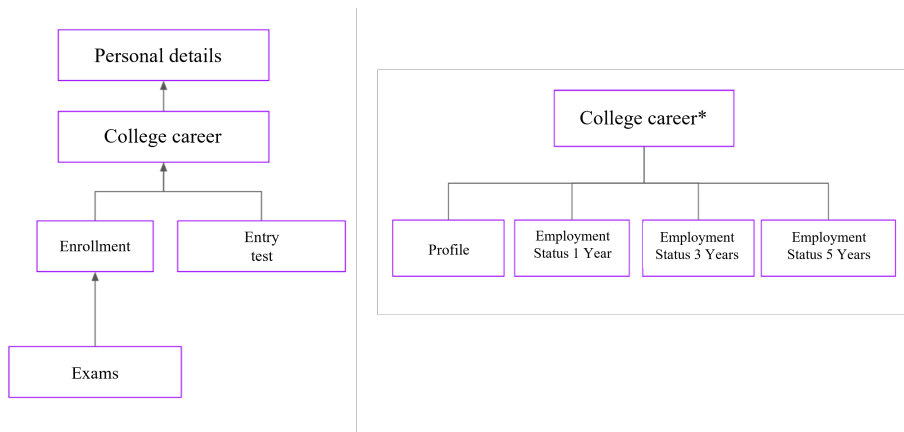 Personal details
College career
Enrollment
Entry
test
Exams
College career*
Profile
Employment
Status 1 Year
Employment
Status 3 Years
Employment
Status 5 Years